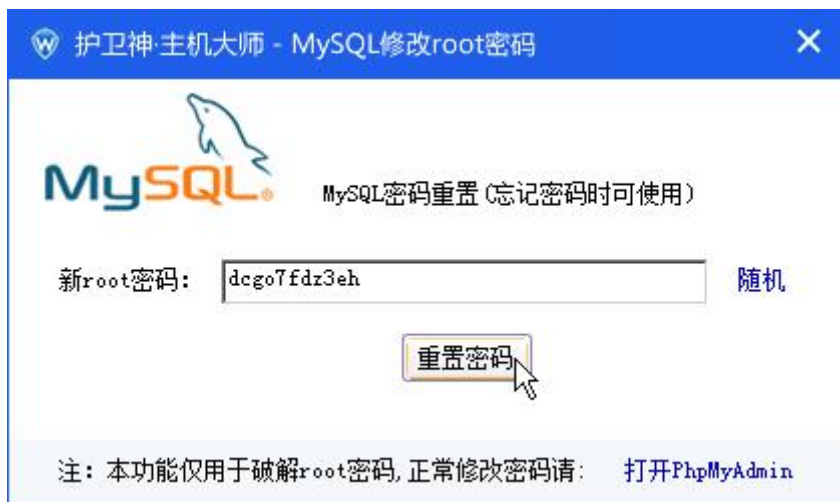 护卫神·主机大师 - MySQL修改root密码
MySQL®
MySQL密码重置(忘记密码时可使用)
新root密码: dcgo7fdz3eh 随机
重置密码
注: 本功能仅用于破解root密码,正常修改密码请: 打开PhpMyAdmin